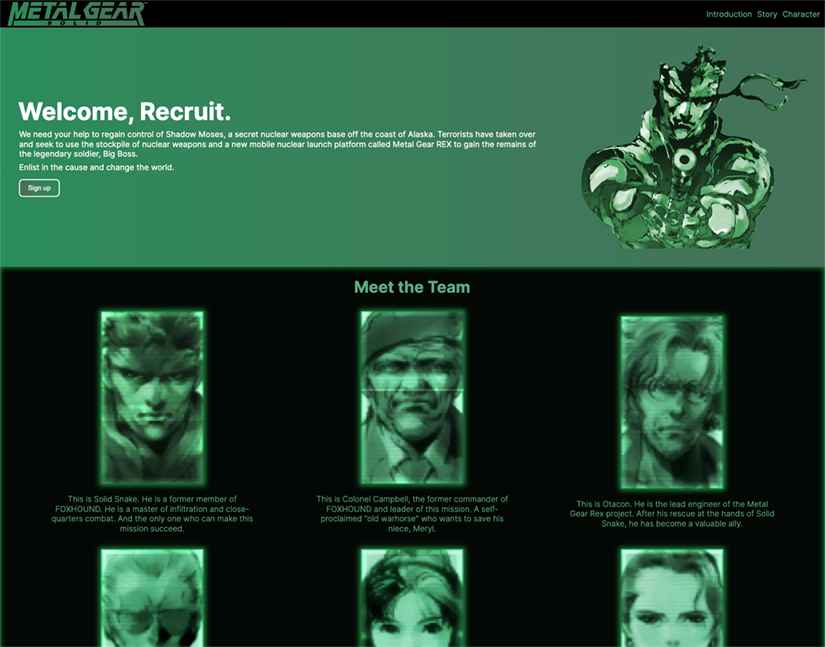 METAL GEAR
SOLID
Introduction Story Character
Welcome, Recruit.
We need your help to regain control of Shadow Moses, a secret nuclear weapons base off the coast of Alaska. Terrorists have taken over
and seek to use the stockpile of nuclear weapons and a new mobile nuclear launch platform called Metal Gear REX to gain the remains of
the legendary soldier, Big Boss.
Enlist in the cause and change the world.
Sign up
Meet the Team
This is Solid Snake. He is a former member of
FOXHOUND. He is a master of infiltration and close-
quarters combat. And the only one who can make this
mission succeed.
This is Colonel Campbell, the former commander of
FOXHOUND and leader of this mission. A self-
proclaimed "old warhorse" who wants to save his
niece, Meryl.
This is Otacon. He is the lead engineer of the Metal
Gear Rex project. After his rescue at the hands of Solid
Snake, he has become a valuable ally.